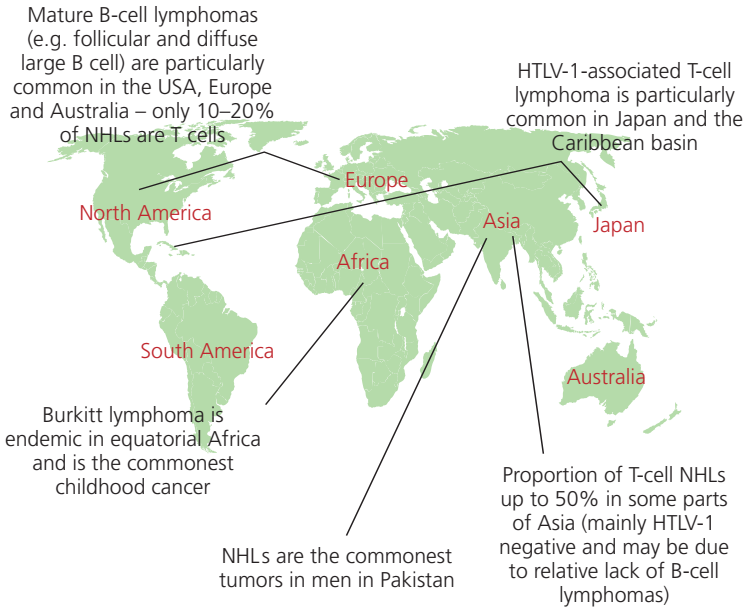 Mature B-cell lymphomas
(e.g. follicular and diffuse
large B cell) are particularly
common in the USA, Europe
and Australia – only 10–20%
of NHLs are T cells
HTLV-1-associated T-cell
lymphoma is particularly
common in Japan and the
Caribbean basin
Europe
North America
Asia
Japan
Africa
South America
Australia
Burkitt lymphoma is
endemic in equatorial Africa
and is the commonest
childhood cancer
NHLs are the commonest
tumors in men in Pakistan
Proportion of T-cell NHLs
up to 50% in some parts
of Asia (mainly HTLV-1
negative and may be due
to relative lack of B-cell
lymphomas)